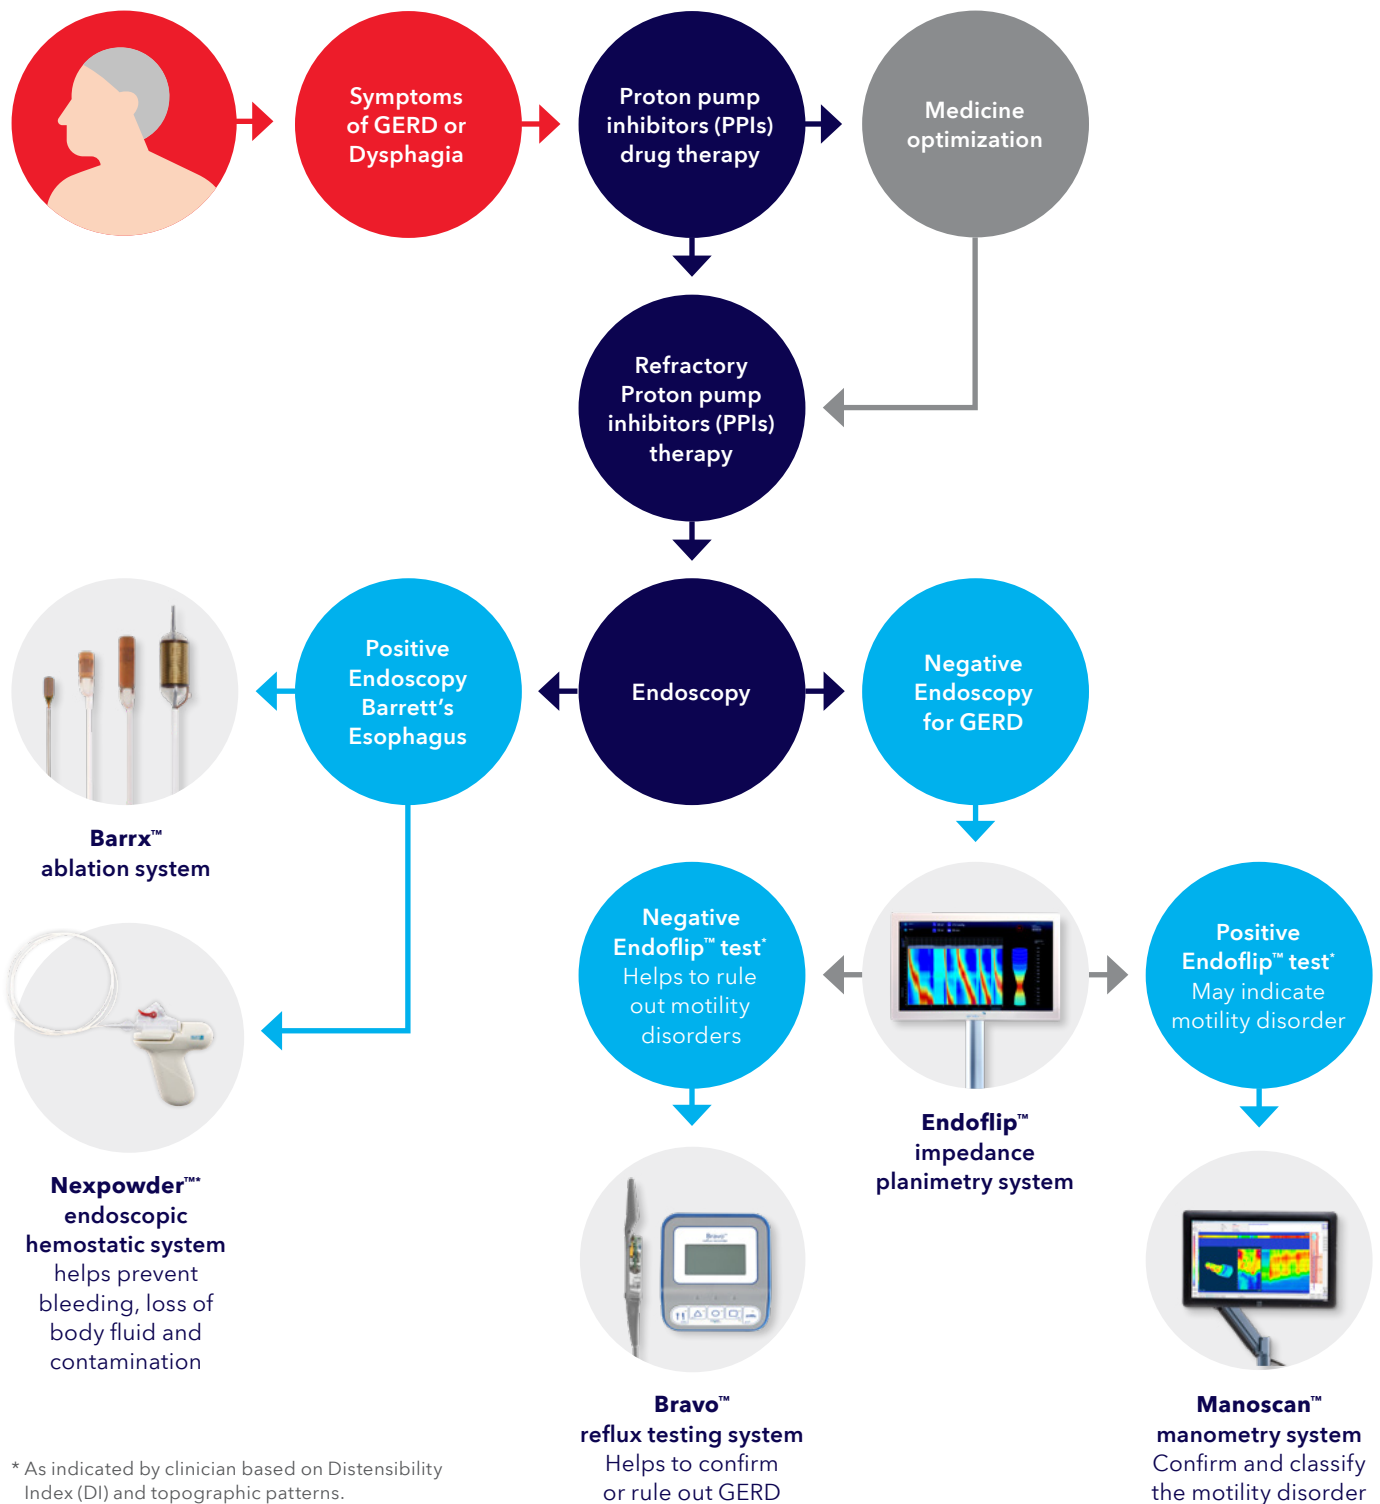 Symptoms
of GERD or
Dysphagia
Proton pump
inhibitors (PPIs)
drug therapy
Medicine
optimization
Refractory
Proton pump
inhibitors (PPIs)
therapy
Positive
Endoscopy
Barrett's
Esophagus
Endoscopy
Negative
Endoscopy
for GERD
Barrx™
ablation system
Negative
Endoflip™ test*
Helps to rule
out motility
disorders
Positive
Endoflip™ test*
May indicate
motility disorder
Endoflip™
impedance
planimetry system
Nexpowder™*
endoscopic
hemostatic system
helps prevent
bleeding, loss of
body fluid and
contamination
Bravo™
Bravo™
reflux testing system
Helps to confirm
or rule out GERD
Manoscan™
manometry system
Confirm and classify
the motility disorder
* As indicated by clinician based on Distensibility
Index (DI) and topographic patterns.